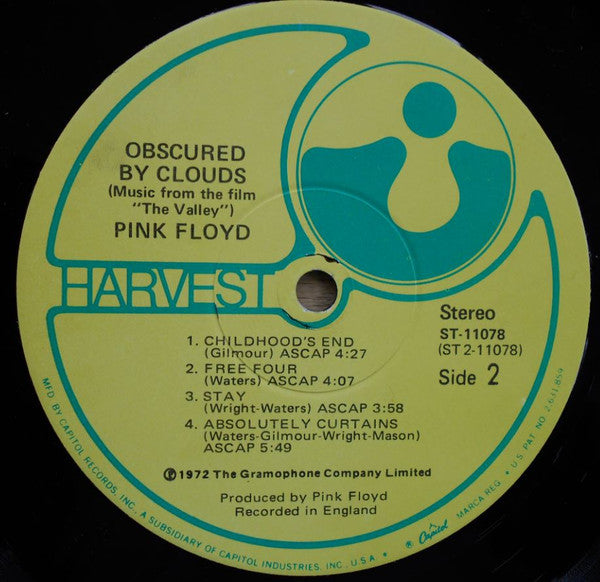 OBSCURED
BY CLOUDS
(Music from the film
"The Valley")
PINK FLOYD
HARVEST
Stereo
ST-11078
(ST 2-11078)
Side 2
1. CHILDHOOD'S END
(Gilmour) ASCAP 4:27
2. FREE FOUR
(Waters) ASCAP 4:07
3. STAY
(Wright-Waters) ASCAP 3:58
4. ABSOLUTELY CURTAINS
(Waters-Gilmour-Wright-Mason)
ASCAP 5:49
℗1972 The Gramophone Company Limited
Produced by Pink Floyd
Recorded in England
MFD. BY CAPITOL RECORDS, INC., A SUBSIDIARY OF CAPITOL INDUSTRIES, INC., U.S.A. • ® Capitol MARCA REG. • U.S. PAT. NO. 2,631,859